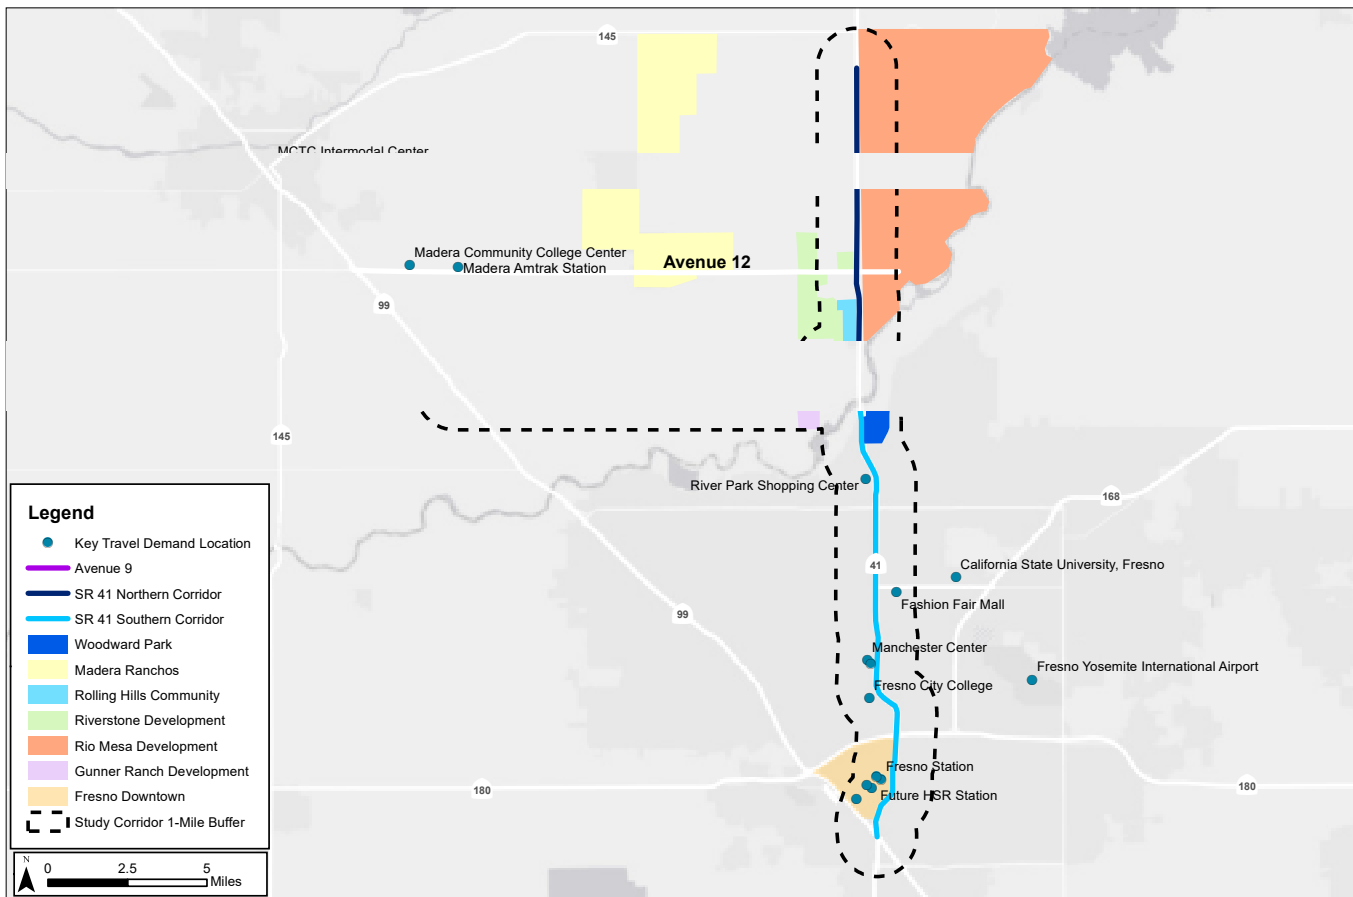 145
MCTC Intermodal Center
Madera Community College Center
Madera Amtrak Station
Avenue 12
99
145
River Park Shopping Center
168
41
California State University, Fresno
Fashion Fair Mall
99
Manchester Center
Fresno Yosemite International Airport
Fresno City College
Fresno Station
180
Future HSR Station
180
Legend
Key Travel Demand Location
Avenue 9
SR 41 Northern Corridor
SR 41 Southern Corridor
Woodward Park
Madera Ranchos
Rolling Hills Community
Riverstone Development
Rio Mesa Development
Gunner Ranch Development
Fresno Downtown
Study Corridor 1-Mile Buffer
N
0 2.5 5
Miles